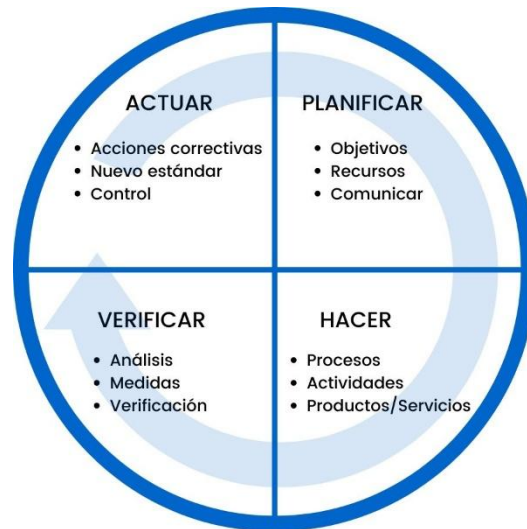 ACTUAR
• Acciones correctivas
• Nuevo estándar
• Control
PLANIFICAR
• Objetivos
• Recursos
• Comunicar
VERIFICAR
• Análisis
• Medidas
• Verificación
HACER
• Procesos
• Actividades
• Productos/Servicios